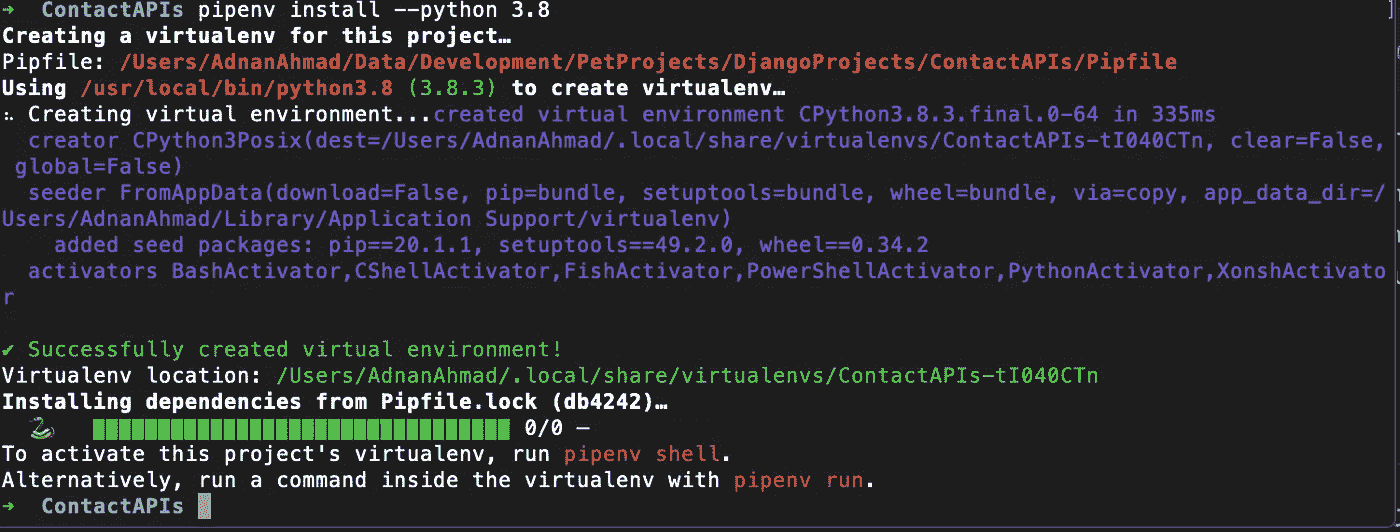 ➜  ContactAPIs pipenv install --python 3.8
Creating a virtualenv for this project…
Pipfile: /Users/AdnanAhmad/Data/Development/PetProjects/DjangoProjects/ContactAPIs/Pipfile
Using /usr/local/bin/python3.8 (3.8.3) to create virtualenv…
⠦ Creating virtual environment...created virtual environment CPython3.8.3.final.0-64 in 335ms
  creator CPython3Posix(dest=/Users/AdnanAhmad/.local/share/virtualenvs/ContactAPIs-tI040CTn, clear=False,
 global=False)
  seeder FromAppData(download=False, pip=bundle, setuptools=bundle, wheel=bundle, via=copy, app_data_dir=/
Users/AdnanAhmad/Library/Application Support/virtualenv)
    added seed packages: pip==20.1.1, setuptools==49.2.0, wheel==0.34.2
  activators BashActivator,CShellActivator,FishActivator,PowerShellActivator,PythonActivator,XonshActivato
r
✔ Successfully created virtual environment!
Virtualenv location: /Users/AdnanAhmad/.local/share/virtualenvs/ContactAPIs-tI040CTn
Installing dependencies from Pipfile.lock (db4242)…
  🐍   ▉▉▉▉▉▉▉▉▉▉▉▉▉▉▉▉▉▉▉▉▉▉▉▉▉▉▉▉▉▉▉▉ 0/0 —
To activate this project's virtualenv, run pipenv shell.
Alternatively, run a command inside the virtualenv with pipenv run.
➜  ContactAPIs